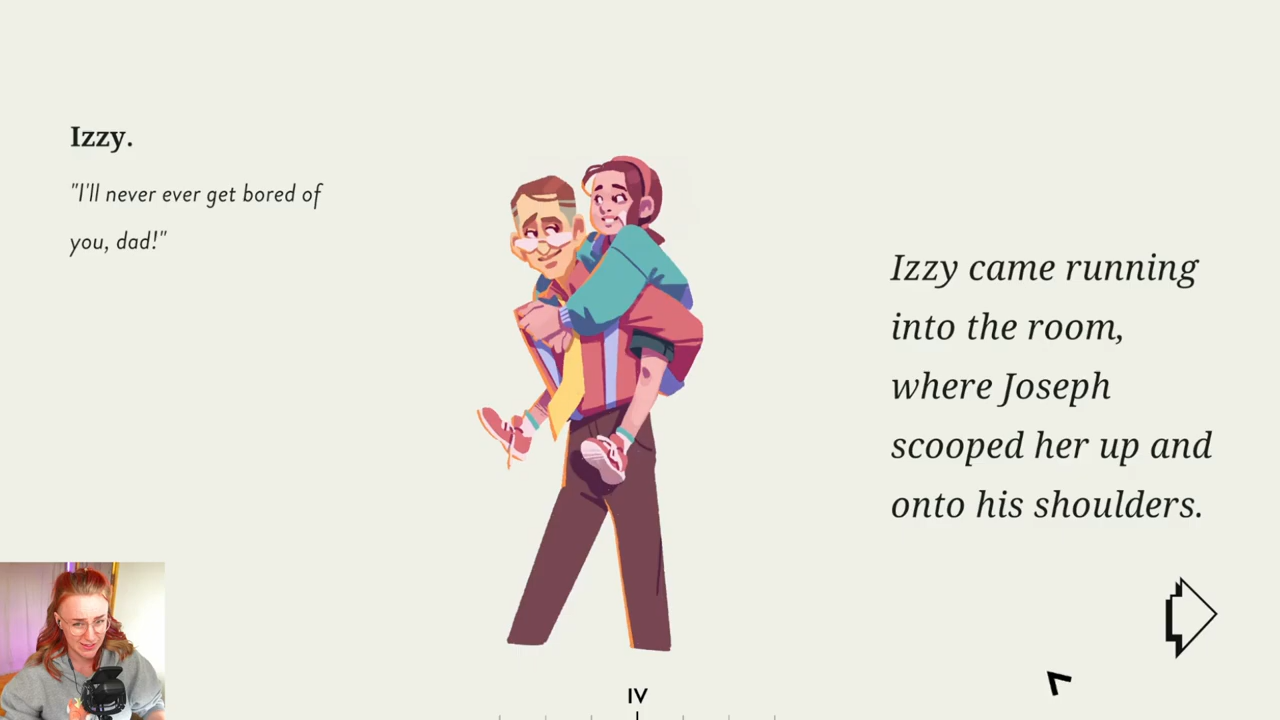 Izzy.
"I'll never ever get bored of
you, dad!"
Izzy came running
into the room,
where Joseph
scooped her up and
onto his shoulders.
IV